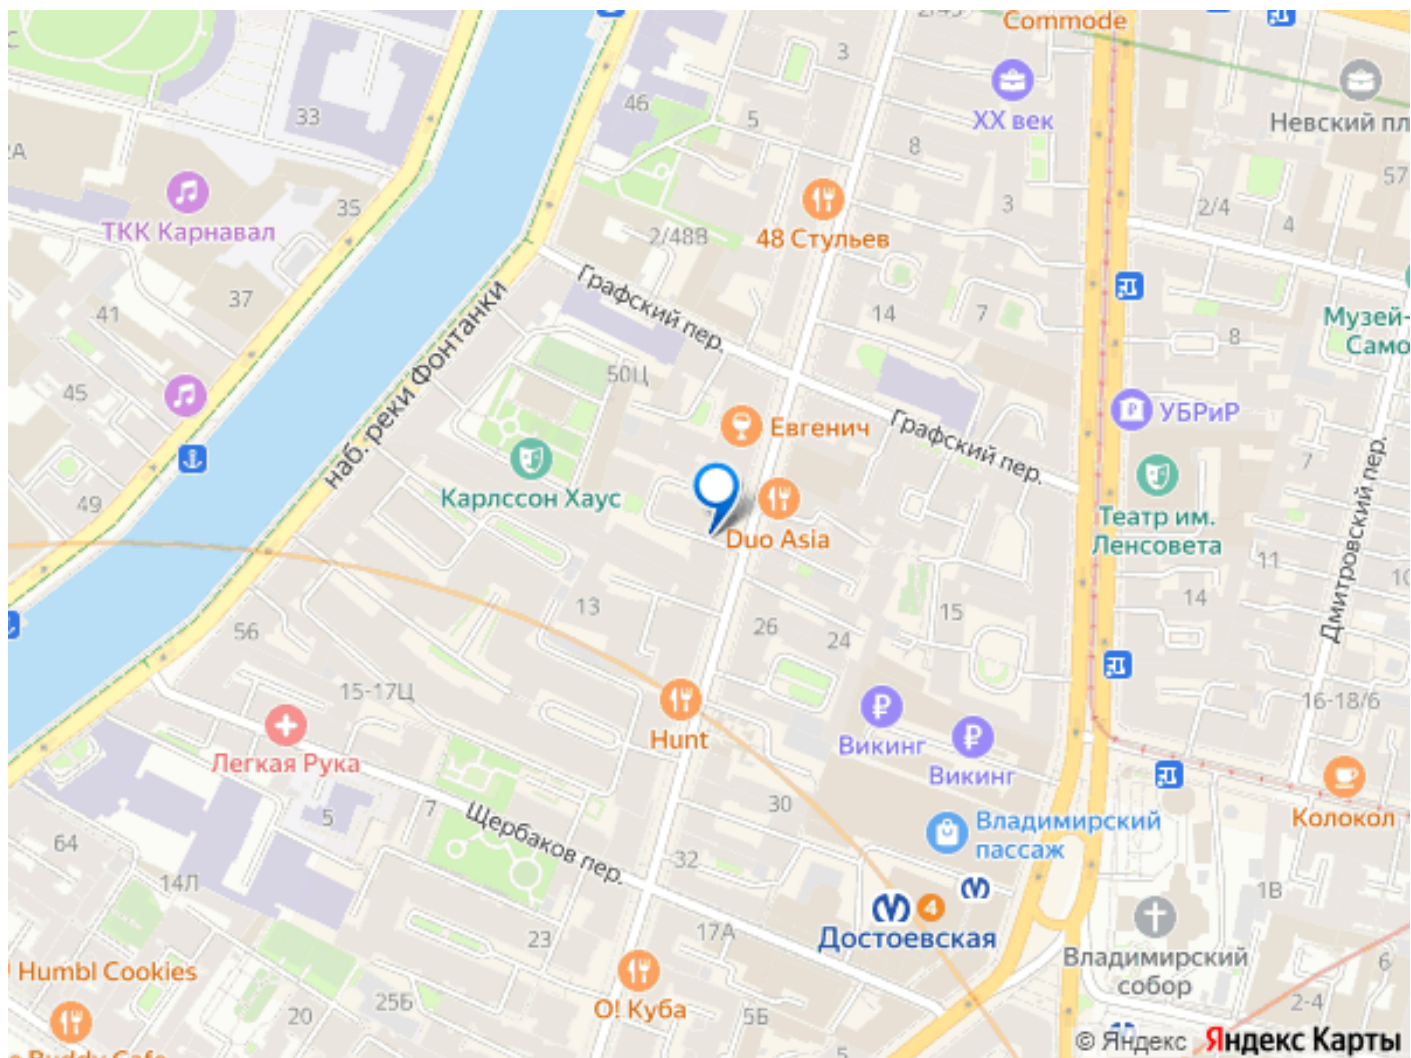 Commode
3
46
33
5
XX век
Невский пл
2А
8
57
35
ТКК Карнавал
48 Стульев
2/48В
3
2/4
4
Графский пер.
37
41
14
7
Музей-
Само
8
наб. реки Фонтанки
50Ц
45
УБРиР
Евгенич
Графский пер.
7
Карлссон Хаус
49
Duo Asia
Театр им.
Ленсовета
Дмитровский пер.
11
10
13
15
14
26
24
56
15-17Ц
16-18/6
Hunt
Викинг
Викинг
Легкая Рука
30
Колокол
7
5
Щербаков пер.
Владимирский
пассаж
64
32
14Л
1В
4
Достоевская
17А
23
Владимирский
собор
6
Humbl Cookies
25Б
20
О! Куба
5Б
2-4
5
© Яндекс Яндекс Карты